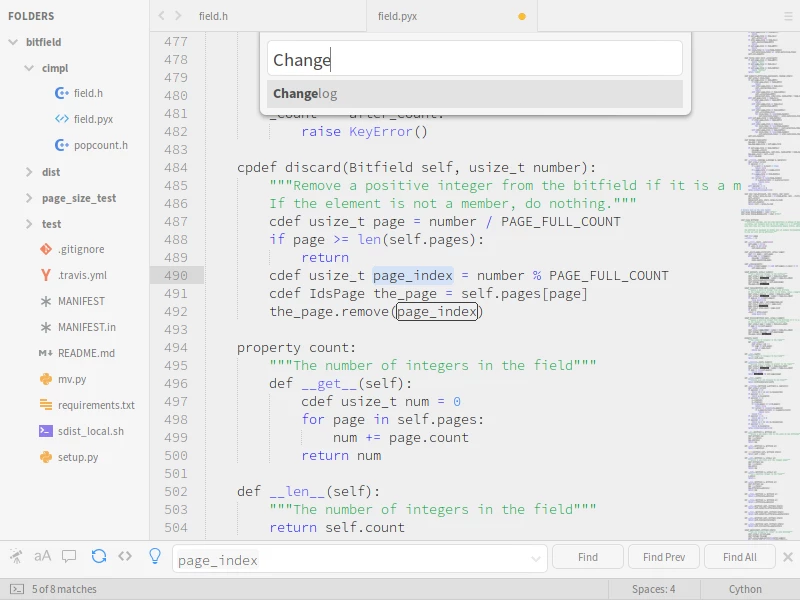 FOLDERS
bitfield
cimpl
field.h
field.pyx
popcount.h
dist
page_size_test
test
.gitignore
.travis.yml
MANIFEST
MANIFEST.in
README.md
mv.py
requirements.txt
sdist_local.sh
setup.py
field.h
field.pyx
Change
Changelog
477
478
479
480
481
482 raise KeyError()
483
484 cpdef discard(Bitfield self, usize_t number):
485 """Remove a positive integer from the bitfield if it is a m
486 If the element is not a member, do nothing."""
487 cdef usize_t page = number / PAGE_FULL_COUNT
488 if page >= len(self.pages):
489 return
490 cdef usize_t page_index = number % PAGE_FULL_COUNT
491 cdef IdsPage the_page = self.pages[page]
492 the_page.remove(page_index)
493
494 property count:
495 """The number of integers in the field"""
496 def __get__(self):
497 cdef usize_t num = 0
498 for page in self.pages:
499 num += page.count
500 return num
501
502 def __len__(self):
503 """The number of integers in the field"""
504 return self.count
aA
page_index
Find
Find Prev
Find All
5 of 8 matches
Spaces: 4
Cython